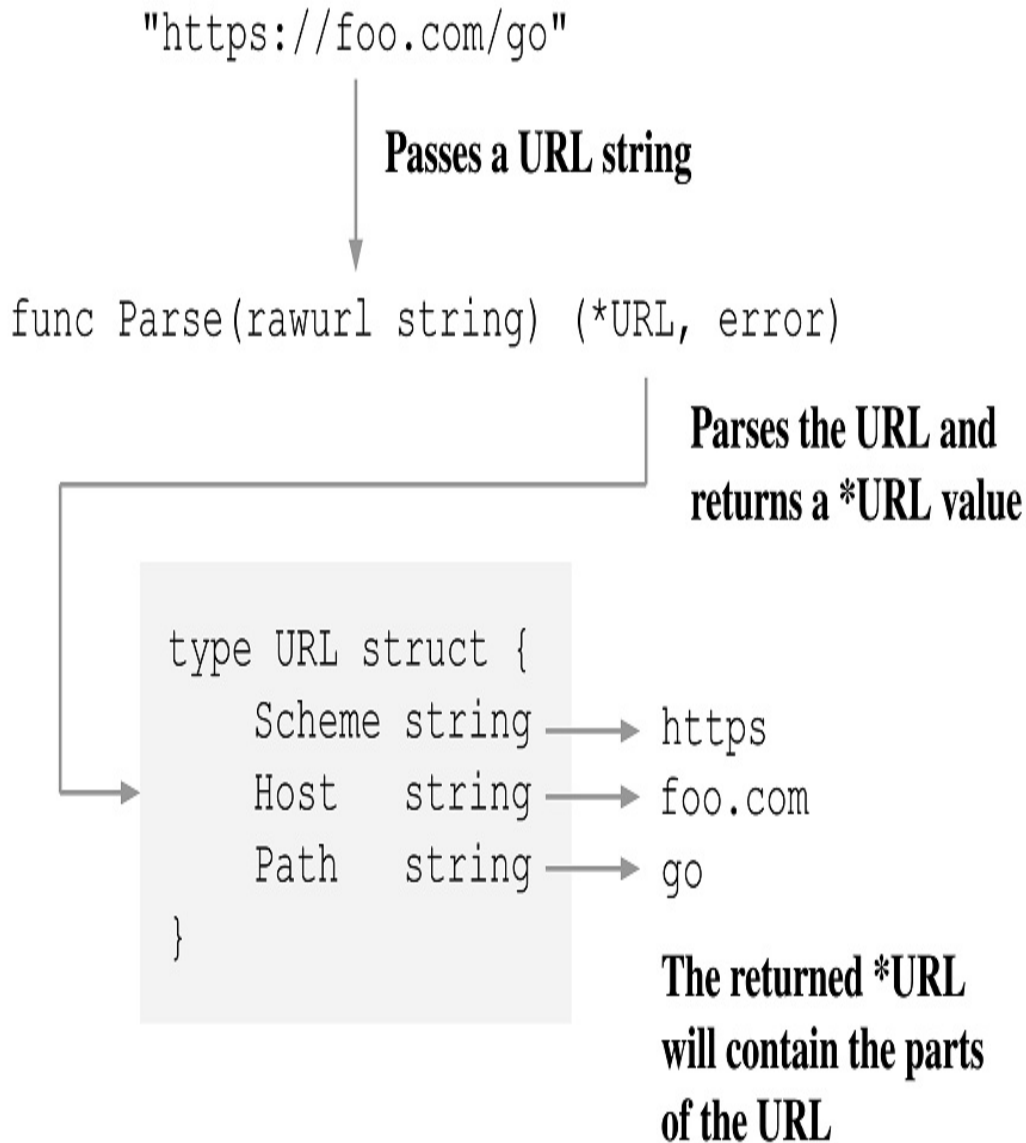 "https://foo.com/go"
Passes a URL string
func Parse(rawurl string) (*URL, error)
Parses the URL and
returns a *URL value
type URL struct {
Scheme string
https
Host string
foo.com
Path string
go
}
The returned *URL
will contain the parts
of the URL